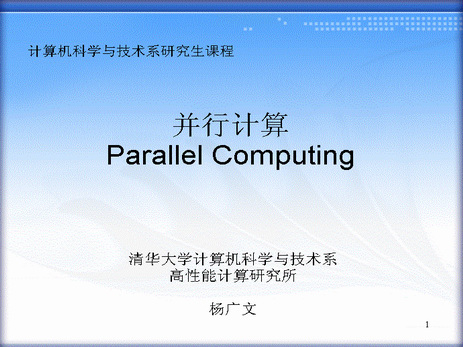 计算机科学与技术系研究生课程
并行计算
Parallel Computing
清华大学计算机科学与技术系
高性能计算研究所
杨广文
1